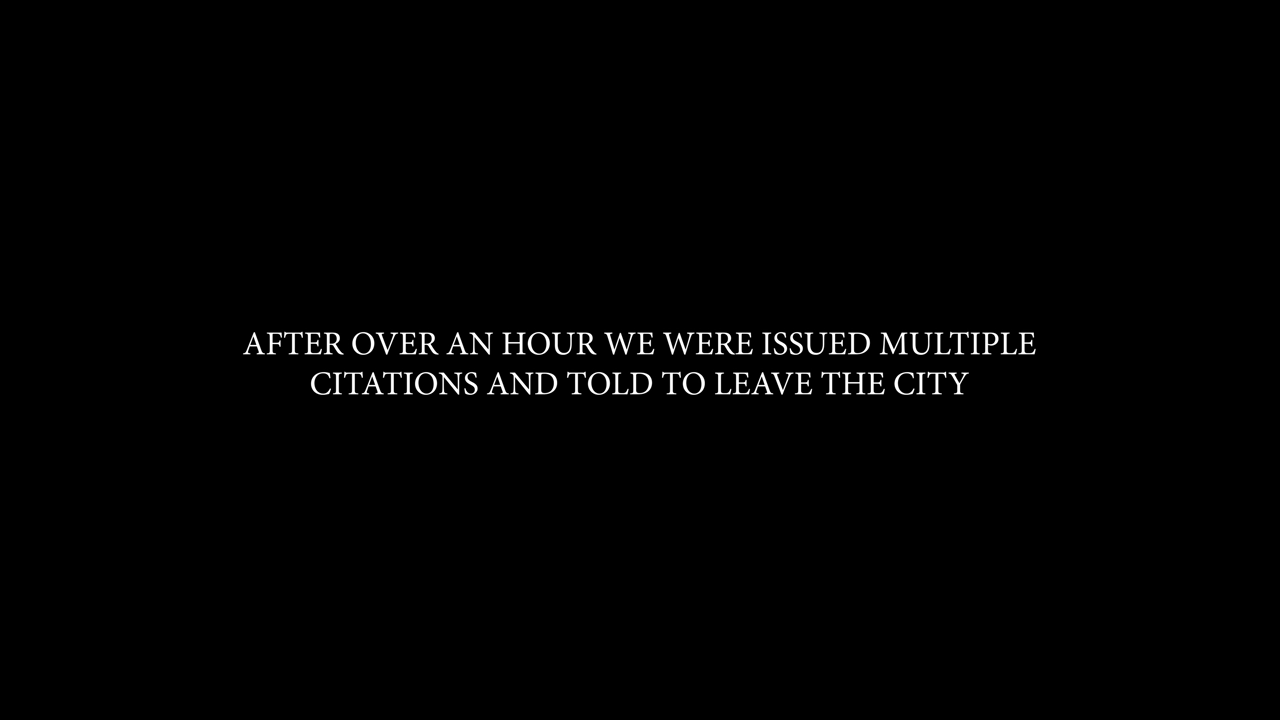 AFTER OVER AN HOUR WE WERE ISSUED MULTIPLE
CITATIONS AND TOLD TO LEAVE THE CITY